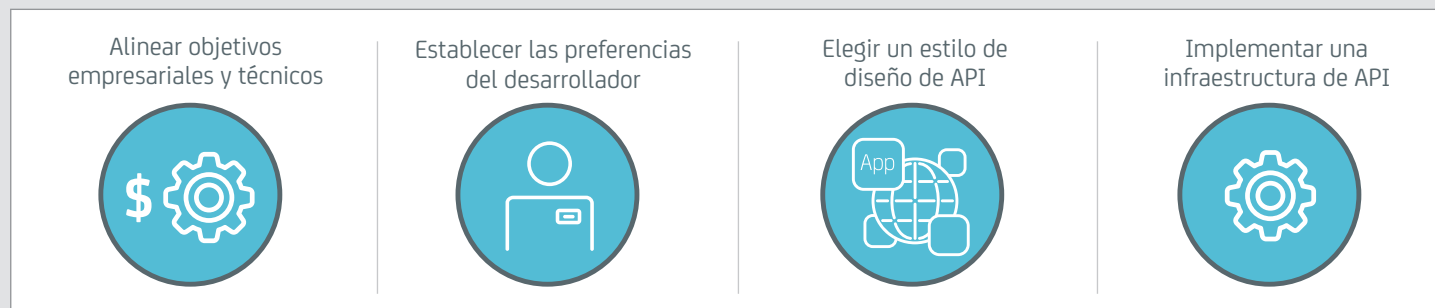 Alinear objetivos
empresariales y técnicos
Establecer las preferencias
del desarrollador
Elegir un estilo de
diseño de API
Implementar una
infraestructura de API
$
App